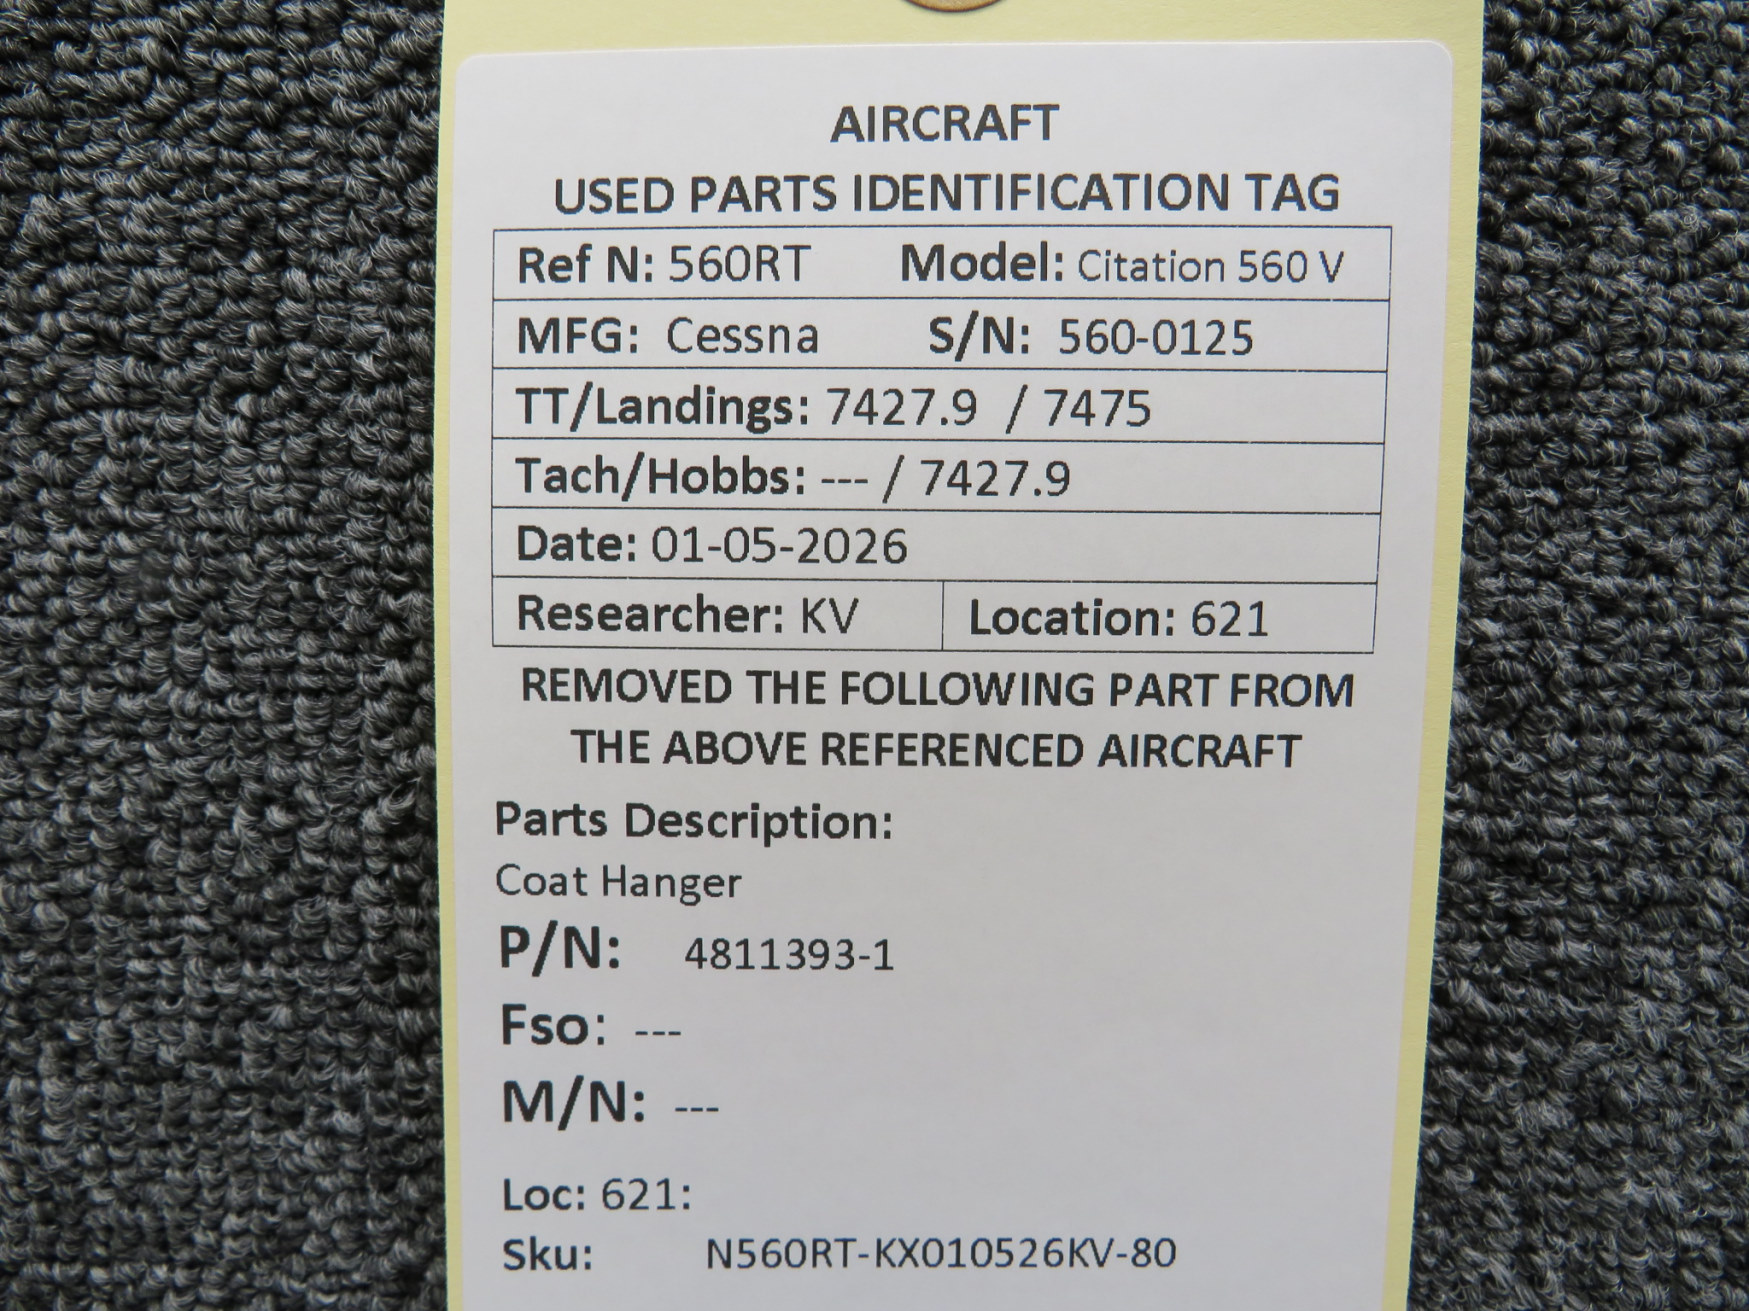 AIRCRAFT
USED PARTS IDENTIFICATION TAG
Ref N: 560RT Model: Citation 560 V
MFG: Cessna S/N: 560-0125
TT/Landings: 7427.9 / 7475
Tach/Hobbs: --- / 7427.9
Date: 01-05-2026
Researcher: KV Location: 621
REMOVED THE FOLLOWING PART FROM
THE ABOVE REFERENCED AIRCRAFT
Parts Description:
Coat Hanger
P/N: 4811393-1
Fso: ---
M/N: ---
Loc: 621:
Sku: N560RT-KX010526KV-80